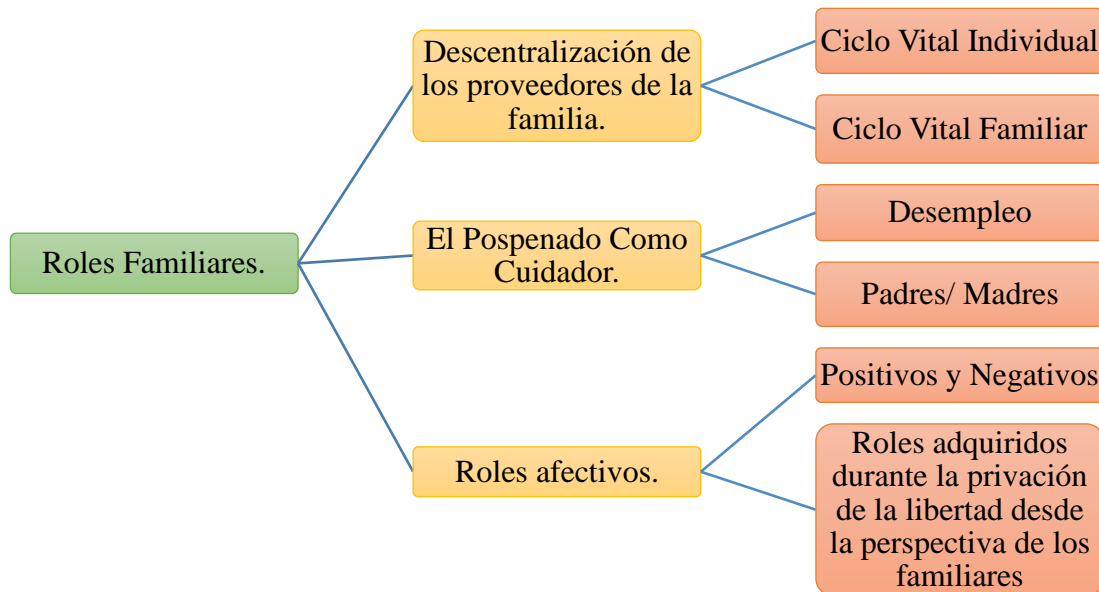 Roles Familiares.
Descentralización de
los proveedores de la
familia.
Ciclo Vital Individual
Ciclo Vital Familiar
El Pospenado Como
Cuidador.
Desempleo
Padres/ Madres
Roles afectivos.
Positivos y Negativos
Roles adquiridos
durante la privación
de la libertad desde
la perspectiva de los
familiares